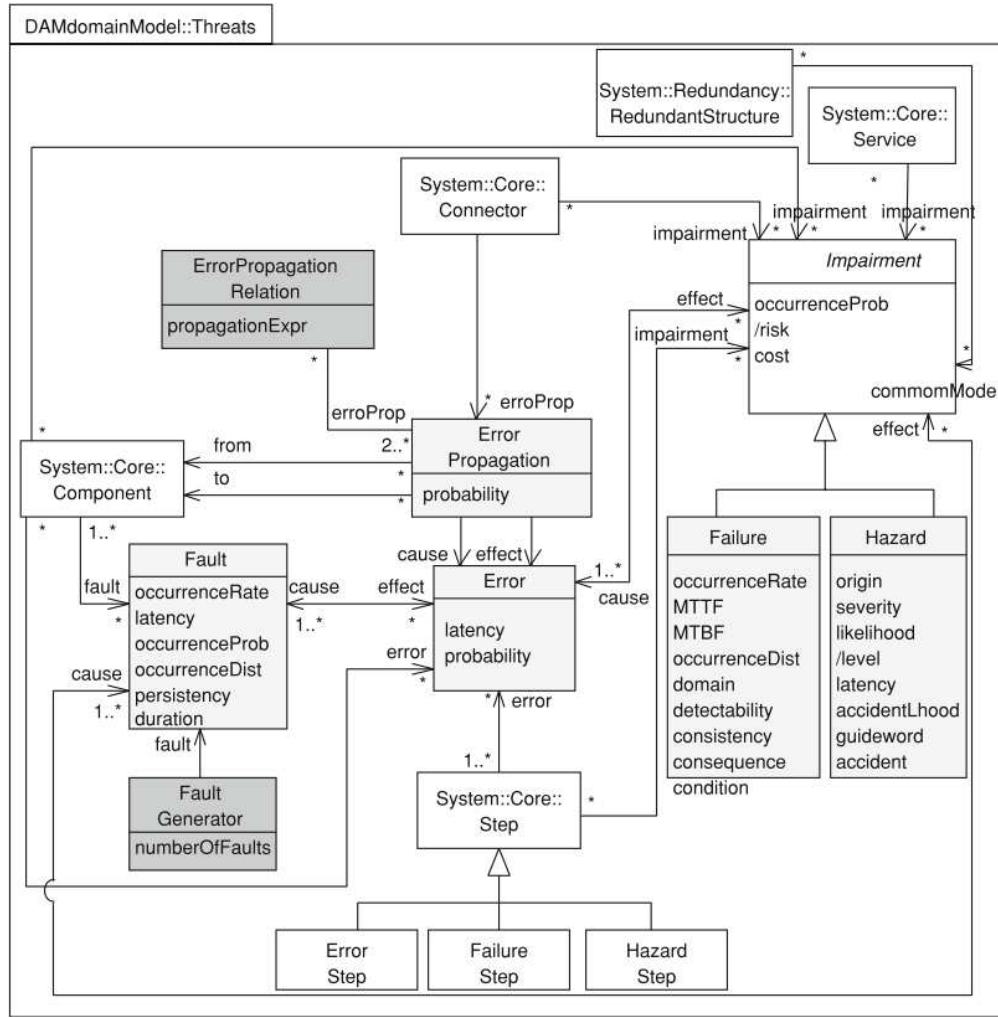 DAMdomainModel::Threats
*
System::Redundancy::
RedundantStructure
System::Core::
Service
*
*
System::Core::
Connector
*
impairment
*
impairment
*
impairment
*
Impairment
occurrenceProb
/risk
cost
effect
*
impairment
*
*
commomMode
effect
*
ErrorPropagation
Relation
propagationExpr
*
erroProp
2..*
*
erroProp
Error
Propagation
probability
from
*
to
*
*
System::Core::
Component
*
1..*
fault
*
cause
effect
Fault
occurrenceRate
latency
occurrenceProb
occurrenceDist
persistency
duration
cause
1..*
effect
*
Error
latency
probability
1..*
cause
error
*
*
error
cause
1..*
fault
Fault
Generator
numberOfFaults
1..*
System::Core::
Step
*
Failure
occurrenceRate
MTTF
MTBF
occurrenceDist
domain
detectability
consistency
consequence
condition
Hazard
origin
severity
likelihood
/level
latency
accidentLhood
guideword
accident
Error
Step
Failure
Step
Hazard
Step